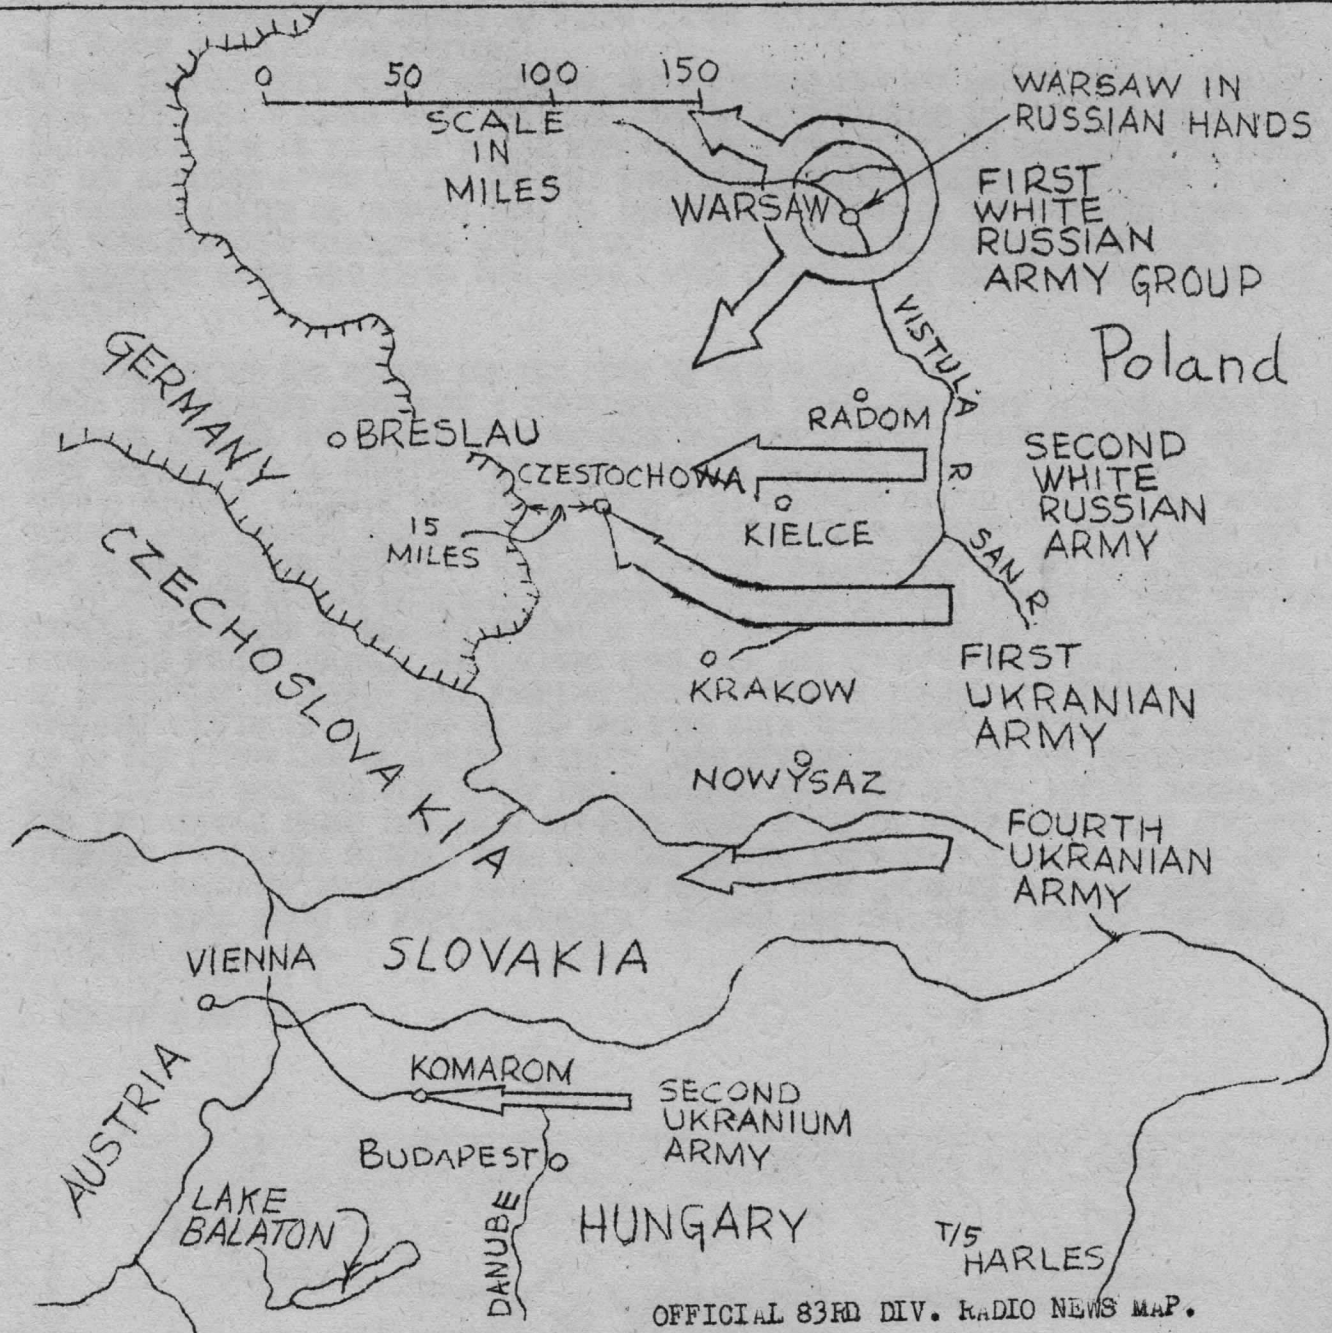 0 50 100 150
SCALE
IN
MILES
WARSAW IN
RUSSIAN HANDS
WARSAW
FIRST
WHITE
RUSSIAN
ARMY GROUP
VISTULA R
Poland
GERMANY
BRESLAU
RADOM
CZESTOCHOWA
KIELCE
SECOND
WHITE
RUSSIAN
ARMY
15
MILES
SAN R.
CZECHOSLOVAKIA
KRAKOW
FIRST
UKRANIAN
ARMY
NOWYSAZ
FOURTH
UKRANIAN
ARMY
VIENNA
SLOVAKIA
AUSTRIA
KOMAROM
SECOND
UKRANIUM
ARMY
BUDAPEST
LAKE
BALATON
DANUBE
HUNGARY
T/5
HARLES
OFFICIAL 83RD DIV. RADIO NEWS MAP.